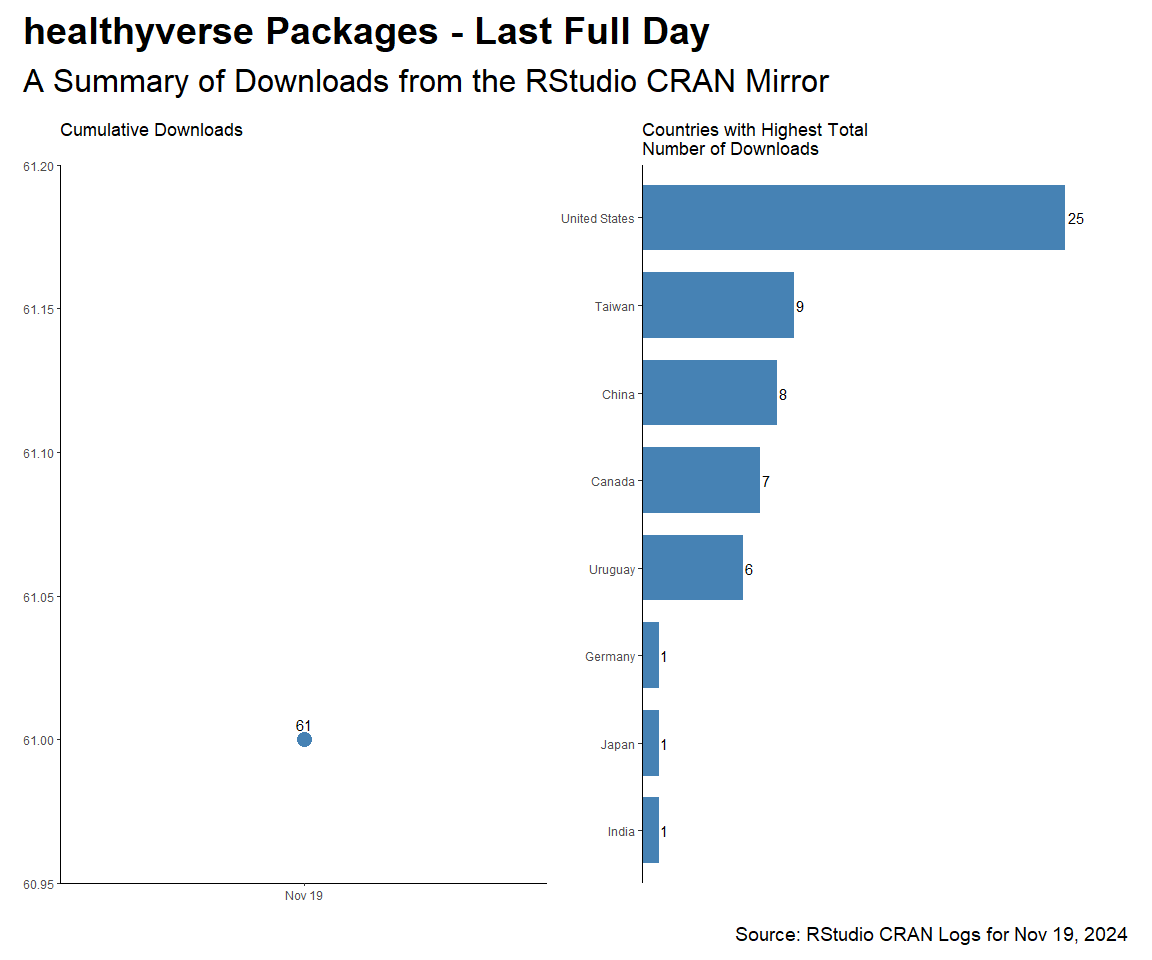 healthyverse Packages - Last Full Day
A Summary of Downloads from the RStudio CRAN Mirror
Cumulative Downloads
61.20
61.15
61.10
61.05
61.00
60.95
61
Nov 19
Countries with Highest Total
Number of Downloads
United States 25
Taiwan 9
China 8
Canada 7
Uruguay 6
Germany 1
Japan 1
India 1
Source: RStudio CRAN Logs for Nov 19, 2024